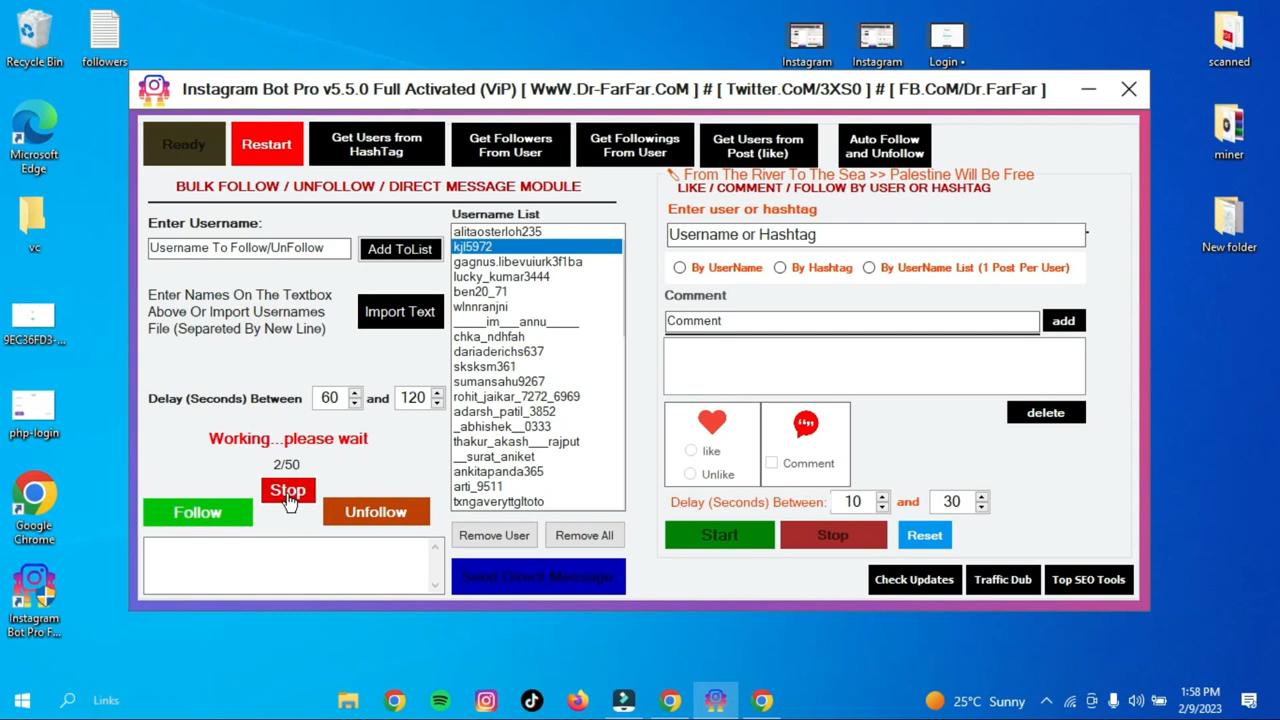 Recycle Bin
followers
Instagram
Instagram
Login •
scanned
Instagram Bot Pro v5.5.0 Full Activated (ViP) [ WwW.Dr-FarFar.CoM ] # [ Twitter.CoM/3XS0 ] # [ FB.CoM/Dr.FarFar ]
Microsoft
Edge
miner
vc
New folder
9EC36FD3-...
php-login
Google
Chrome
Instagram
Bot Pro F...
Ready
Restart
Get Users from
HashTag
Get Followers
From User
Get Followings
From User
Get Users from
Post (like)
Auto Follow
and Unfollow
BULK FOLLOW / UNFOLLOW / DIRECT MESSAGE MODULE
Enter Username:
Username To Follow/UnFollow
Add ToList
Enter Names On The Textbox
Above Or Import Usernames
File (Separeted By New Line)
Import Text
Delay (Seconds) Between 60 and 120
Working...please wait
2/50
Stop
Follow
Unfollow
Username List
alitaosterloh235
kjl5972
gagnus.libevuiurk3f1ba
lucky_kumar3444
ben20_71
wlnnranjni
_____im___annu_____
chka_ndhfah
dariaderichs637
sksksm361
sumansahu9267
rohit_jaikar_7272_6969
adarsh_patil_3852
_abhishek__0333
thakur_akash___rajput
__surat_aniket
ankitapanda365
arti_9511
txngaveryttgltoto
Remove User
Remove All
Send Direct Message
From The River To The Sea >> Palestine Will Be Free
LIKE / COMMENT / FOLLOW BY USER OR HASHTAG
Enter user or hashtag
Username or Hashtag
By UserName
By Hashtag
By UserName List (1 Post Per User)
Comment
Comment
add
delete
like
Unlike
Comment
Delay (Seconds) Between: 10 and 30
Start
Stop
Reset
Check Updates
Traffic Dub
Top SEO Tools
Links
25°C Sunny
1:58 PM
2/9/2023